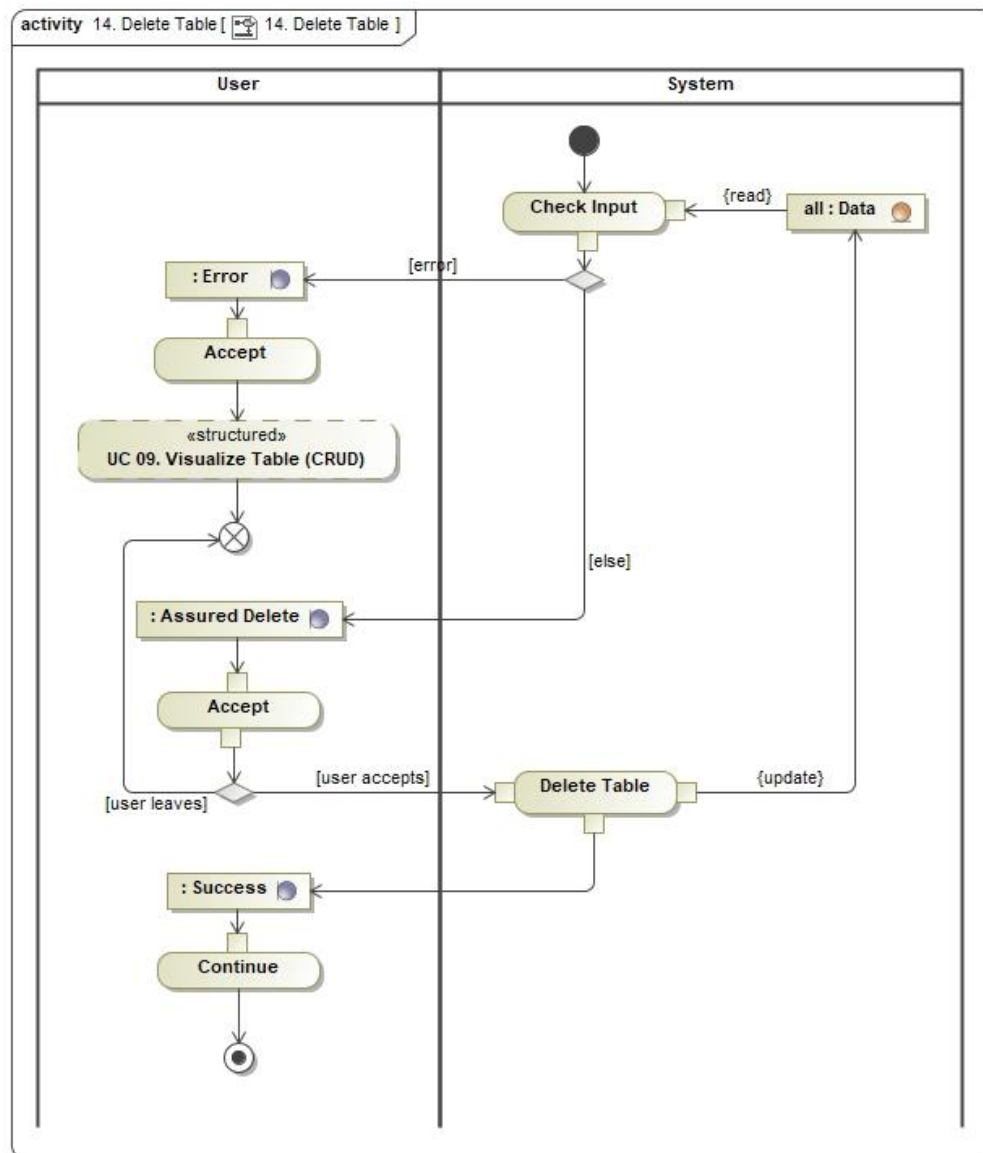 activity 14. Delete Table [ 14. Delete Table ]
User
System
Check Input
{read}
all : Data
[error]
: Error
Accept
«structured»
UC 09. Visualize Table (CRUD)
[else]
: Assured Delete
Accept
[user accepts]
Delete Table
{update}
[user leaves]
: Success
Continue